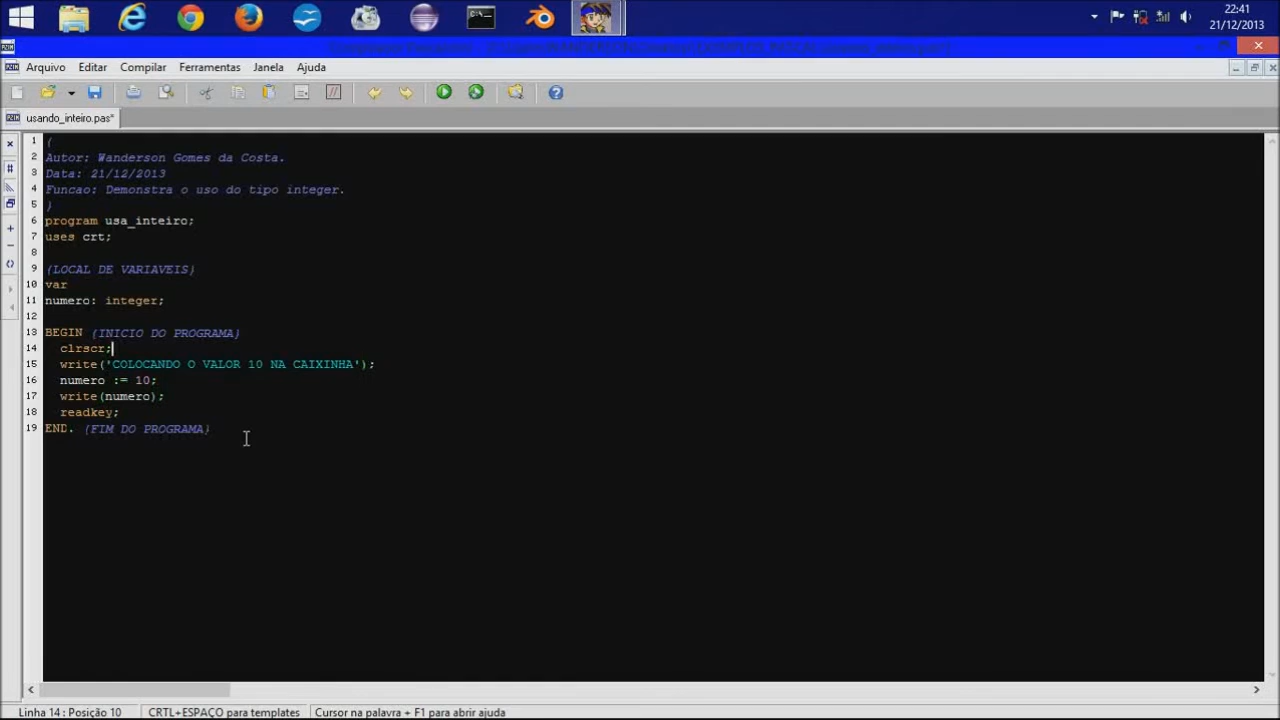 22:41
21/12/2013
Arquivo Editar Compilar Ferramentas Janela Ajuda
usando_inteiro.pas*
1 {
2 Autor: Wanderson Gomes da Costa.
3 Data: 21/12/2013
4 Funcao: Demonstra o uso do tipo integer.
5 }
6 program usa_inteiro;
7 uses crt;
8
9 {LOCAL DE VARIAVEIS}
10 var
11 numero: integer;
12
13 BEGIN {INICIO DO PROGRAMA}
14 clrscr;
15 write('COLOCANDO O VALOR 10 NA CAIXINHA');
16 numero := 10;
17 write(numero);
18 readkey;
19 END. {FIM DO PROGRAMA}
Linha 14 : Posição 10 CRTL+ESPAÇO para templates Cursor na palavra + F1 para abrir ajuda